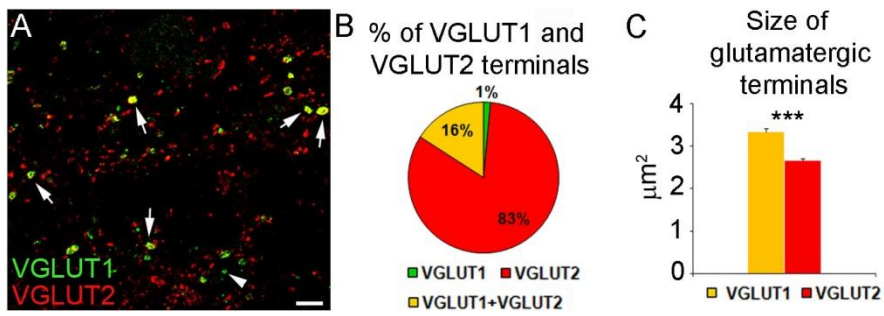 A
VGLUT1
VGLUT2
B
% of VGLUT1 and
VGLUT2 terminals
1%
16%
83%
VGLUT1 VGLUT2
VGLUT1+VGLUT2
C
Size of
glutamatergic
terminals
4
3
2
1
0
μm²
***
VGLUT1 VGLUT2